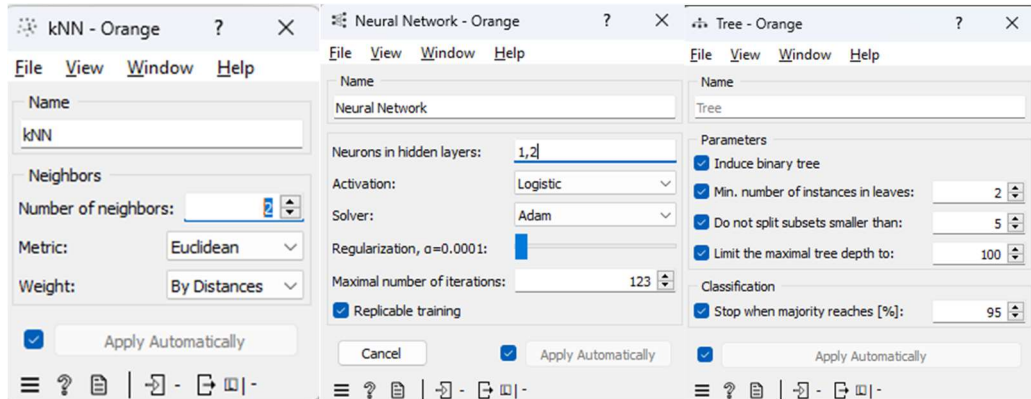 kNN - Orange ? ×
File View Window Help
Name
kNN
Neighbors
Number of neighbors: 2
Metric: Euclidean
Weight: By Distances
Apply Automatically
Neural Network - Orange ? ×
File View Window Help
Name
Neural Network
Neurons in hidden layers: 1,2
Activation: Logistic
Solver: Adam
Regularization, α=0.0001:
Maximal number of iterations: 123
Replicable training
Cancel Apply Automatically
Tree - Orange ? ×
File View Window Help
Name
Tree
Parameters
Induce binary tree
Min. number of instances in leaves: 2
Do not split subsets smaller than: 5
Limit the maximal tree depth to: 100
Classification
Stop when majority reaches [%]: 95
Apply Automatically